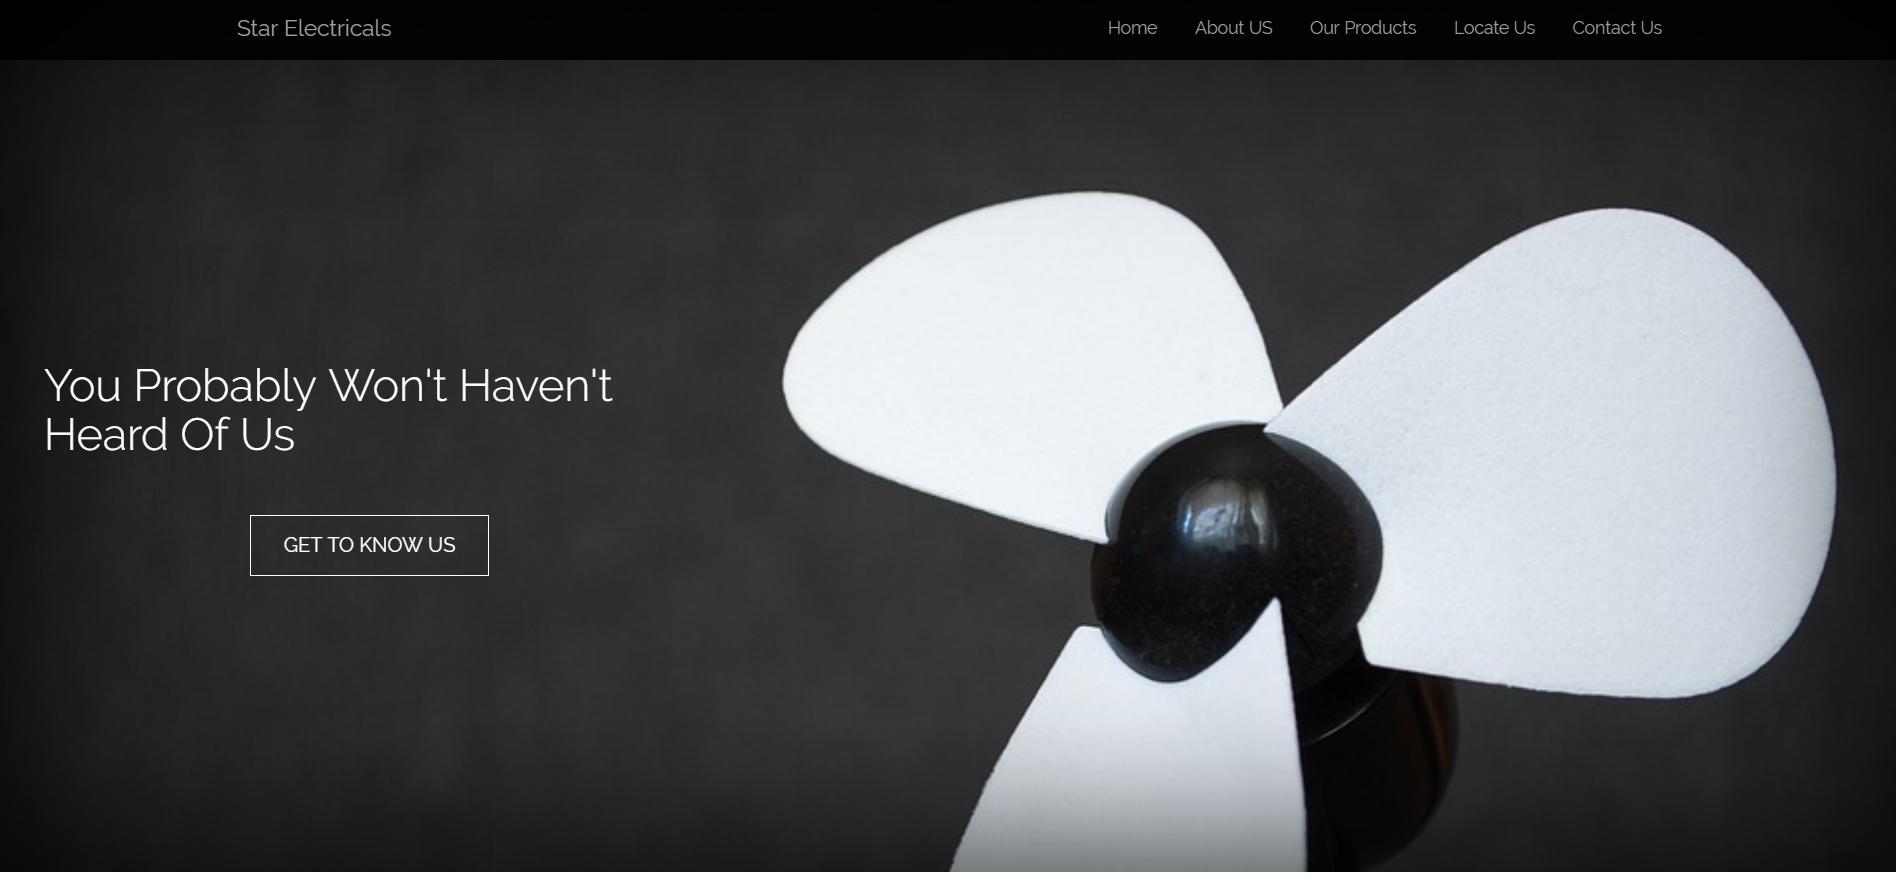 Star Electricals
Home About US Our Products Locate Us Contact Us
You Probably Won't Haven't
Heard Of Us
GET TO KNOW US